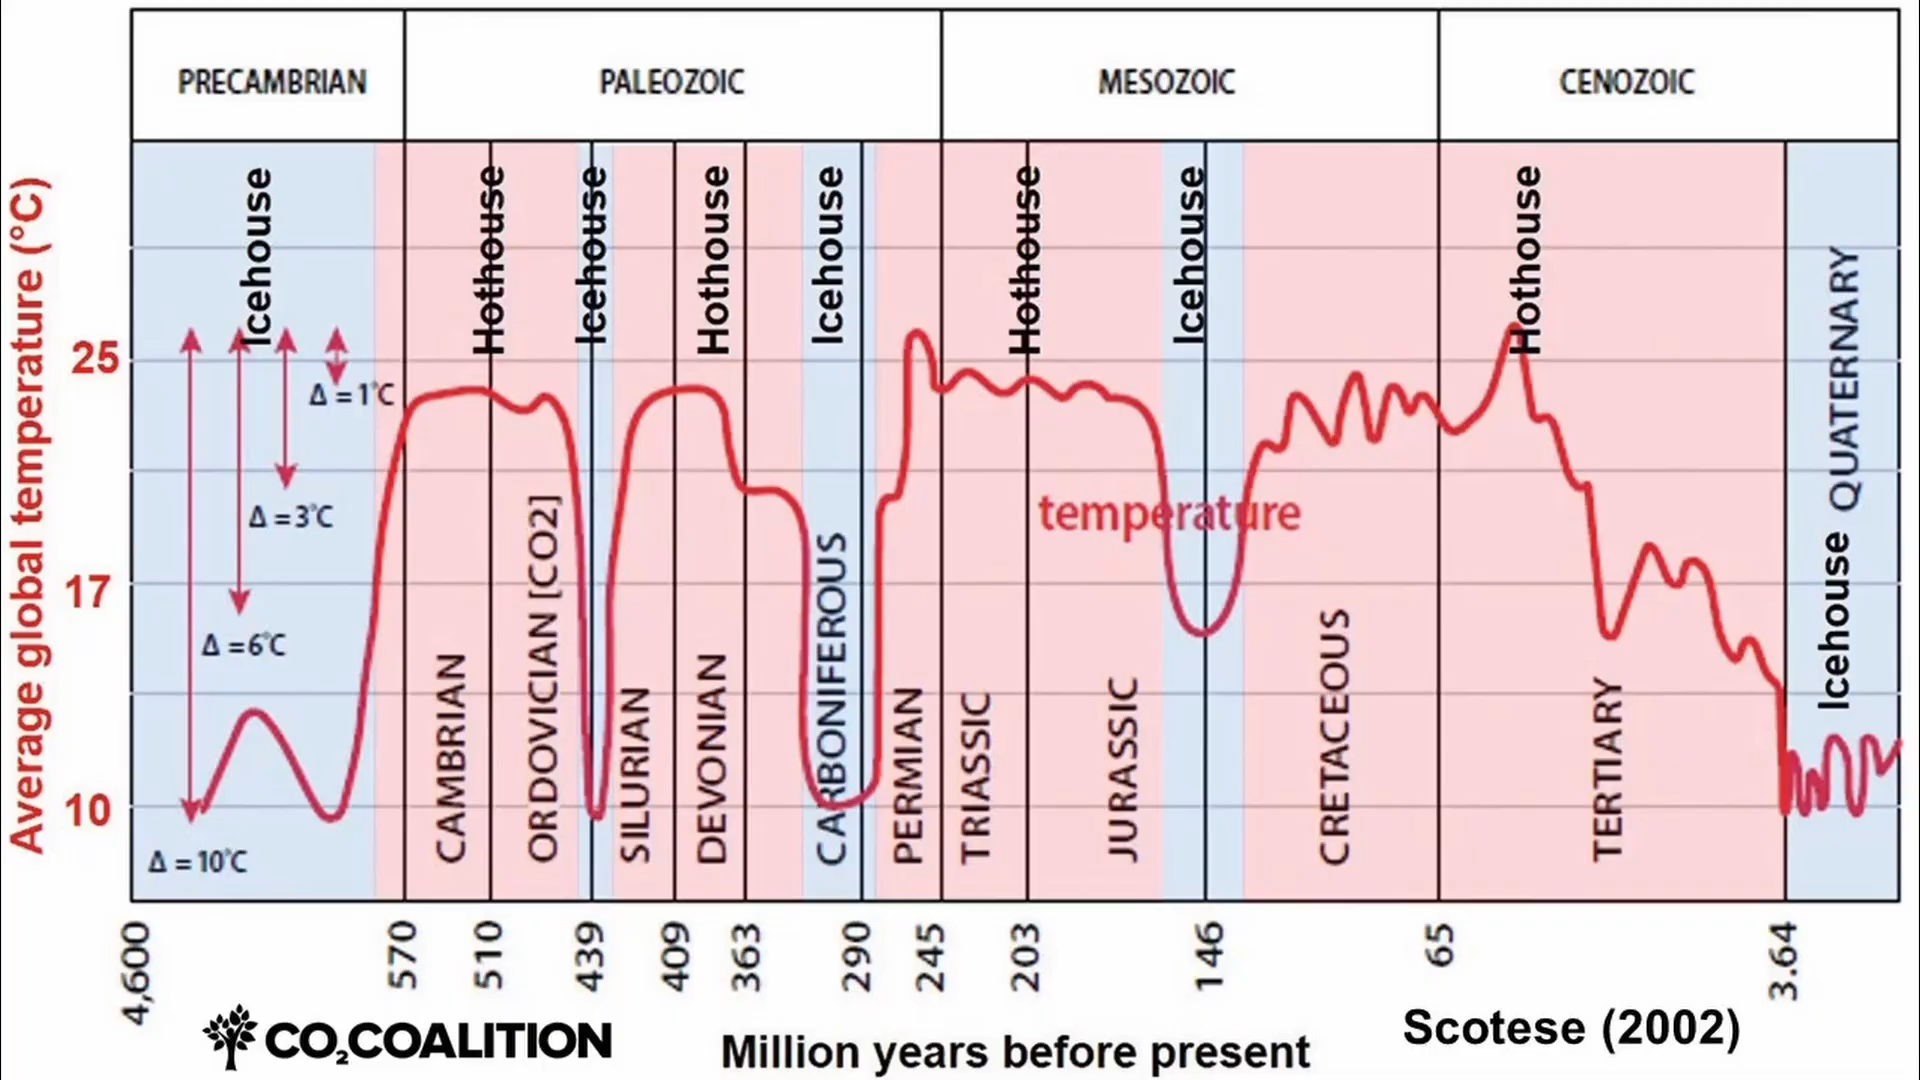 PRECAMBRIAN
PALEOZOIC
MESOZOIC
CENOZOIC
Icehouse
Hothouse
Icehouse
Hothouse
Icehouse
Hothouse
Icehouse
Hothouse
Icehouse QUATERNARY
Average global temperature (°C)
25
17
10
Δ = 1°C
Δ = 3°C
Δ = 6°C
Δ = 10°C
temperature
CAMBRIAN
ORDOVICIAN [CO2]
SILURIAN
DEVONIAN
CARBONIFEROUS
PERMIAN
TRIASSIC
JURASSIC
CRETACEOUS
TERTIARY
4,600
570
510
439
409
363
290
245
203
146
65
3.64
CO2COALITION
Million years before present
Scotese (2002)